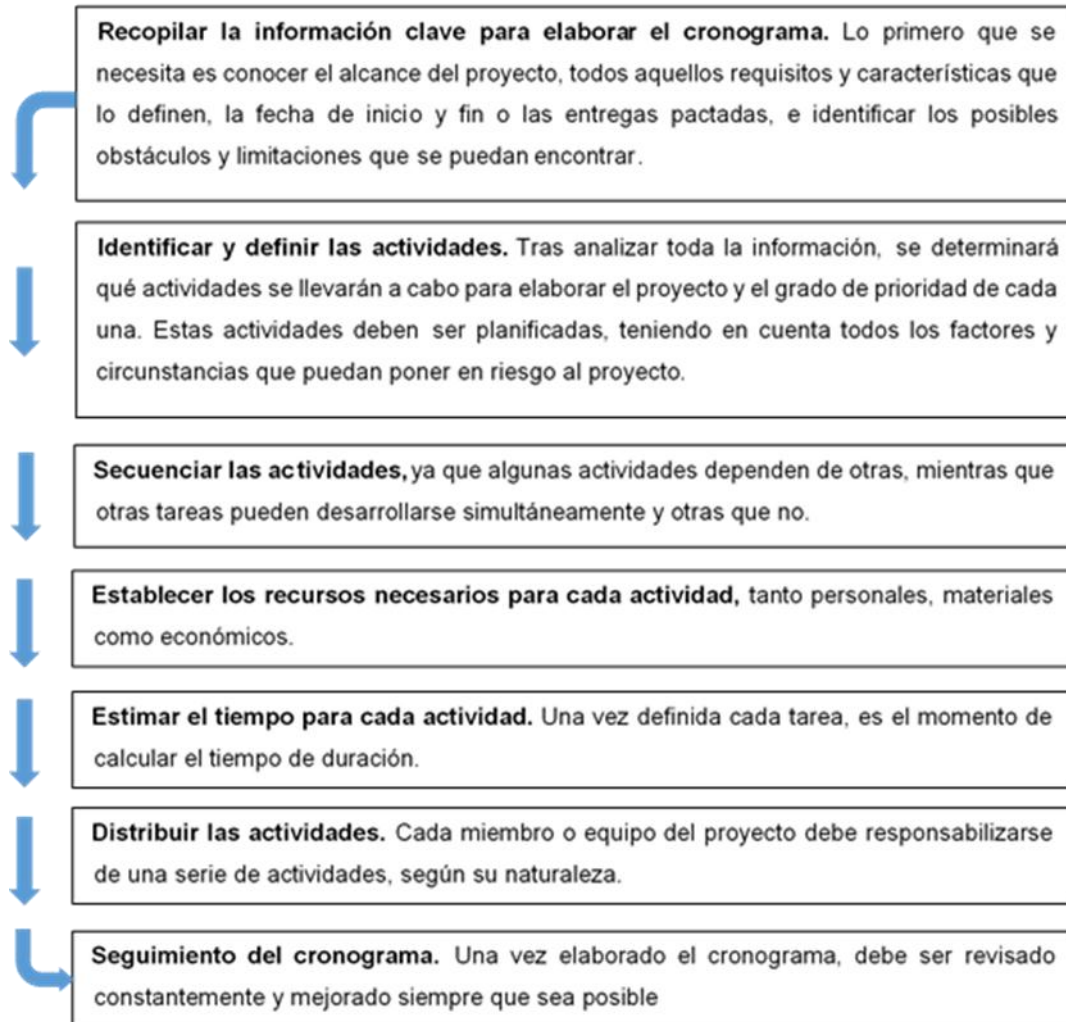 Recopilar la información clave para elaborar el cronograma. Lo primero que se
necesita es conocer el alcance del proyecto, todos aquellos requisitos y características que
lo definen, la fecha de inicio y fin o las entregas pactadas, e identificar los posibles
obstáculos y limitaciones que se puedan encontrar.
Identificar y definir las actividades. Tras analizar toda la información, se determinará
qué actividades se llevarán a cabo para elaborar el proyecto y el grado de prioridad de cada
una. Estas actividades deben ser planificadas, teniendo en cuenta todos los factores y
circunstancias que puedan poner en riesgo al proyecto.
Secuenciar las actividades, ya que algunas actividades dependen de otras, mientras que
otras tareas pueden desarrollarse simultáneamente y otras que no.
Establecer los recursos necesarios para cada actividad, tanto personales, materiales
como económicos.
Estimar el tiempo para cada actividad. Una vez definida cada tarea, es el momento de
calcular el tiempo de duración.
Distribuir las actividades. Cada miembro o equipo del proyecto debe responsabilizarse
de una serie de actividades, según su naturaleza.
Seguimiento del cronograma. Una vez elaborado el cronograma, debe ser revisado
constantemente y mejorado siempre que sea posible